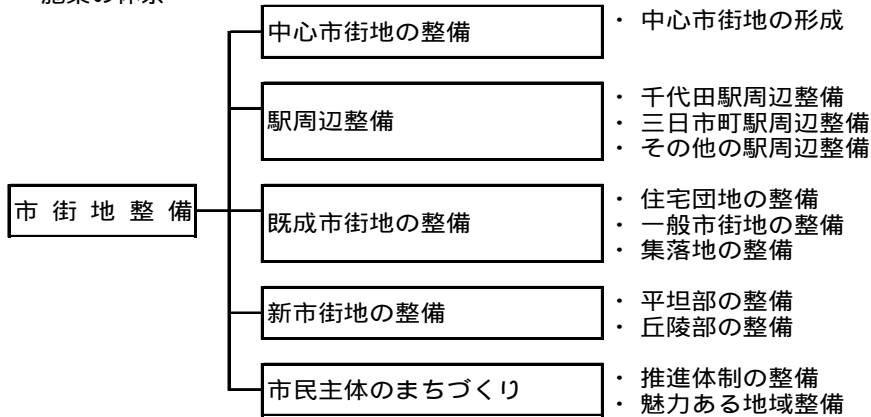 施策の体系
中心市街地の整備
・ 中心市街地の形成
駅周辺整備
・ 千代田駅周辺整備
・ 三日市町駅周辺整備
・ その他の駅周辺整備
市 街 地 整 備
既成市街地の整備
・ 住宅団地の整備
・ 一般市街地の整備
・ 集落地の整備
新市街地の整備
・ 平坦部の整備
・ 丘陵部の整備
市民主体のまちづくり
・ 推進体制の整備
・ 魅力ある地域整備